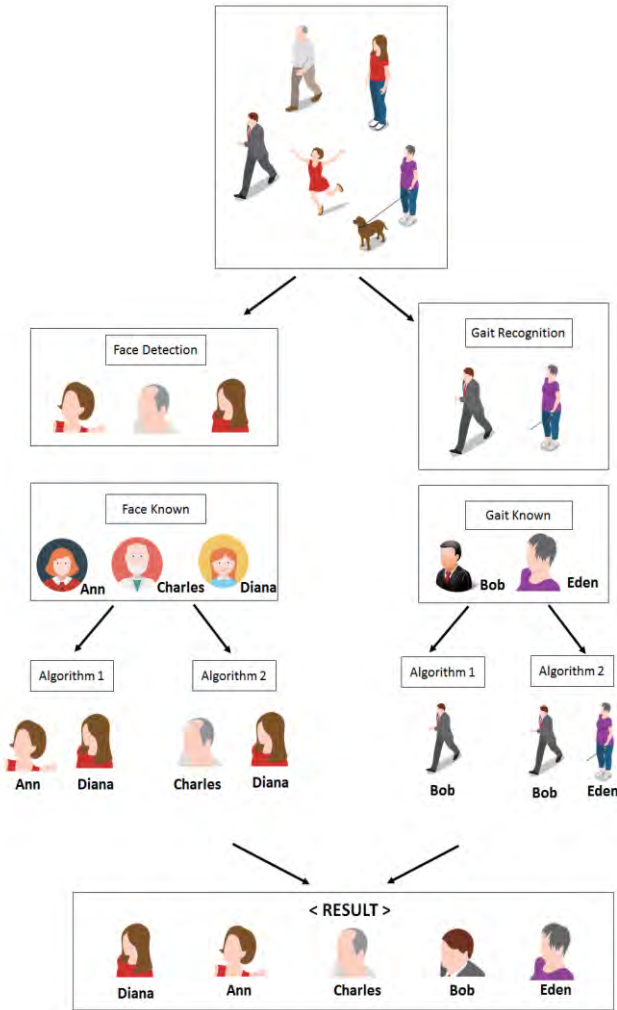 Face Detection
Gait Recognition
Face Known
Ann Charles Diana
Gait Known
Bob Eden
Algorithm 1
Algorithm 2
Ann Diana
Charles Diana
Algorithm 1
Algorithm 2
Bob
Bob Eden
< RESULT >
Diana Ann Charles Bob Eden